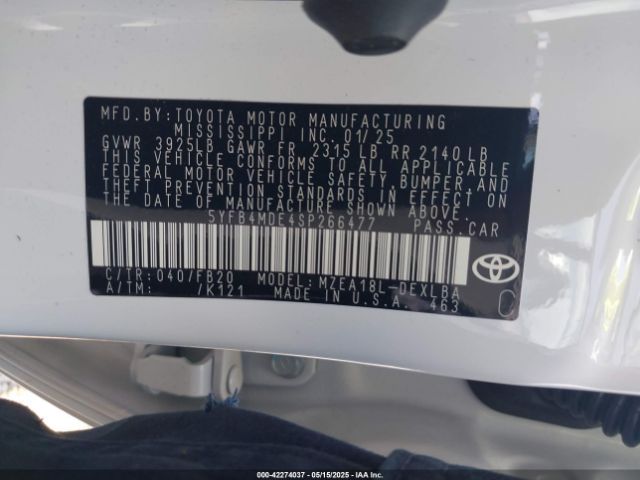 MFD. BY: TOYOTA MOTOR MANUFACTURING
MISSISSIPPI INC. 01/25
GVWR 3925LB GAWR FR 2315 LB RR 2140 LB
THIS VEHICLE CONFORMS TO ALL APPLICABLE
FEDERAL MOTOR VEHICLE SAFETY, BUMPER, AND
THEFT PREVENTION STANDARDS IN EFFECT ON
THE DATE OF MANUFACTURE SHOWN ABOVE.
5YFB4MDE4SP266477 PASS. CAR
C/TR: 040/FB20 MODEL: MZEA18L-DEXLBA
A/TM: /K121 MADE IN U.S.A. 463
000-42274037 - 05/15/2025 - IAAI, Inc.